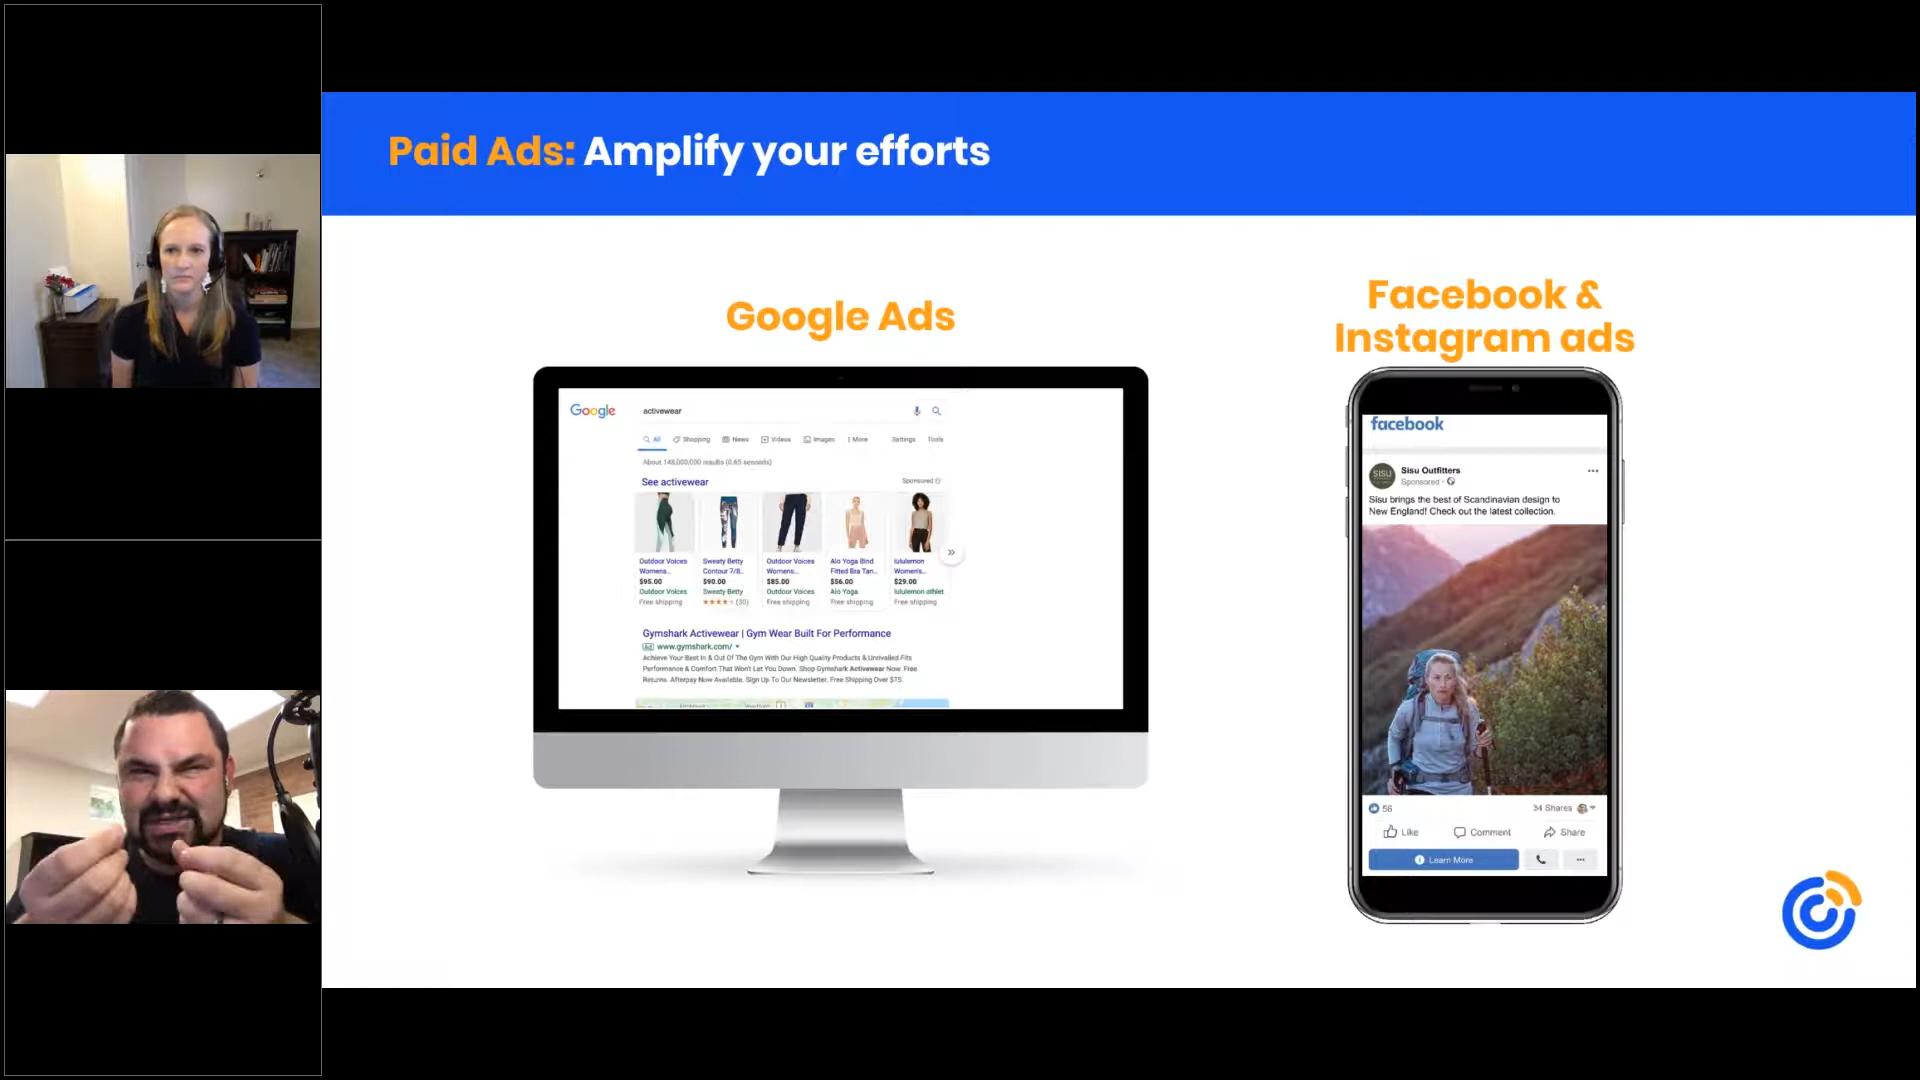 Paid Ads: Amplify your efforts
Google Ads
Google
activewear
All Shopping News Videos Images More Settings Tools
About 148,000,000 results (0.65 seconds)
See activewear
Sponsored
Outdoor Voices Womens...
$95.00
Outdoor Voices
Free shipping
Sweaty Betty Contour 7/8..
$90.00
Sweaty Betty
(30)
Outdoor Voices Womens...
$85.00
Outdoor Voices
Free shipping
Alo Yoga Bind
Fitted Bra Tan...
$56.00
Alo Yoga
Free shipping
lululemon
Women's...
$29.00
lululemon athlet
Free shipping
Gymshark Activewear | Gym Wear Built For Performance
Ad www.gymshark.com/
Achieve Your Best In & Out Of The Gym With Our High Quality Products & Unrivalled Fits
Performance & Comfort That Won't Let You Down. Shop Gymshark Activewear Now. Free
Returns. Afterpay Now Available. Sign Up To Our Newsletter. Free Shipping Over $75.
Facebook &
Instagram ads
facebook
SISU
Sisu Outfitters
Sponsored ·
Sisu brings the best of Scandinavian design to
New England! Check out the latest collection.
56
34 Shares
Like Comment Share
Learn More